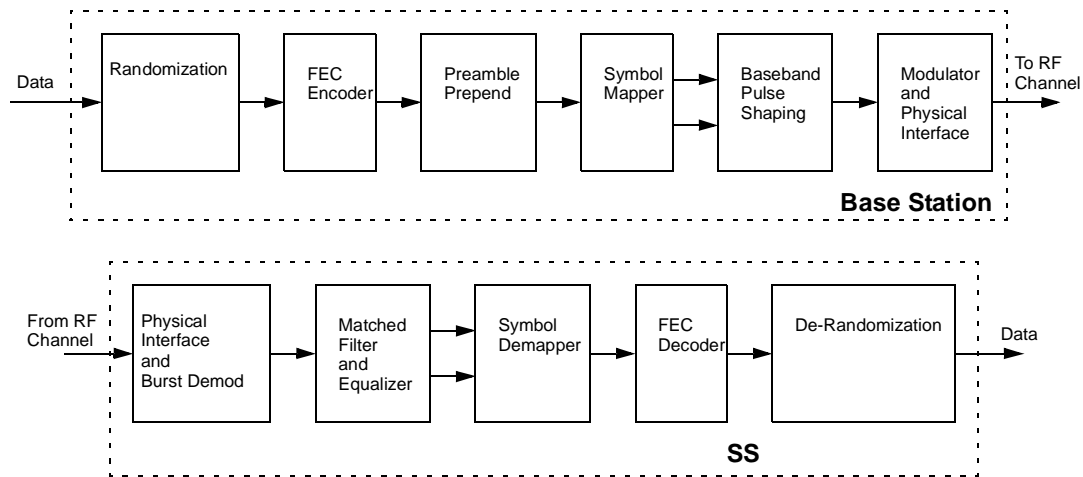 Data
Randomization
FEC
Encoder
Preamble
Prepend
Symbol
Mapper
Baseband
Pulse
Shaping
Modulator
and
Physical
Interface
To RF
Channel
Base Station
From RF
Channel
Physical
Interface
and
Burst Demod
Matched
Filter
and
Equalizer
Symbol
Demapper
FEC
Decoder
De-Randomization
Data
SS